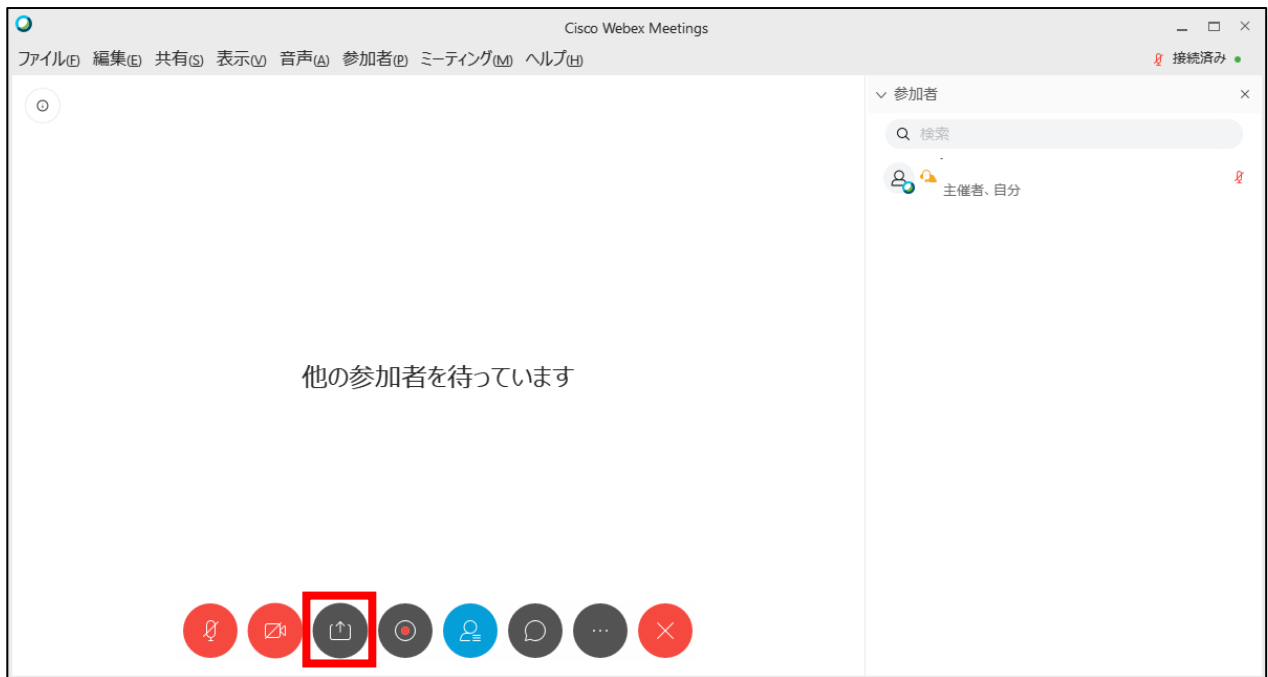 Cisco Webex Meetings
ファイル(F) 編集(E) 共有(S) 表示(V) 音声(A) 参加者(P) ミーティング(M) ヘルプ(H)
接続済み
参加者
検索
主催者、自分
他の参加者を待っています